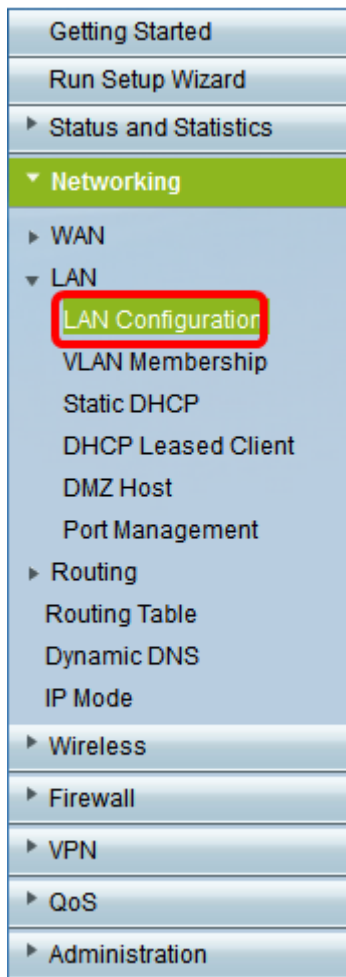 Getting Started
Run Setup Wizard
Status and Statistics
Networking
WAN
LAN
LAN Configuration
VLAN Membership
Static DHCP
DHCP Leased Client
DMZ Host
Port Management
Routing
Routing Table
Dynamic DNS
IP Mode
Wireless
Firewall
VPN
QoS
Administration